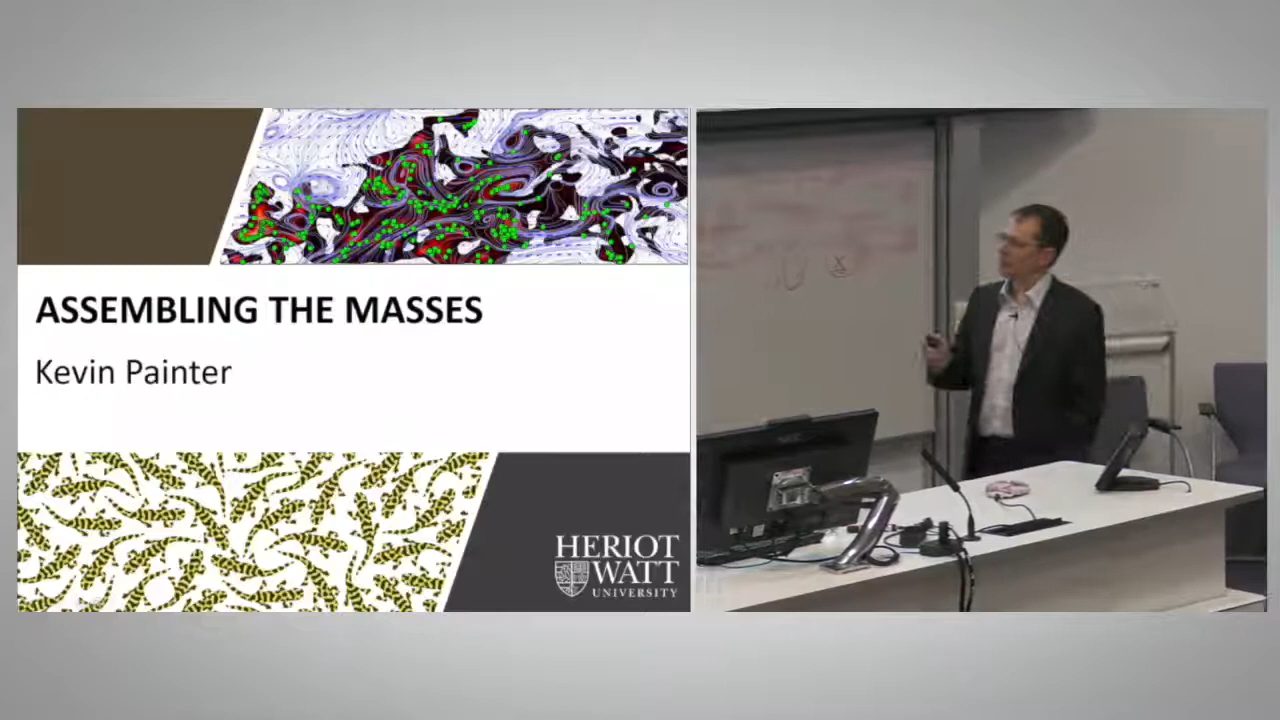 ASSEMBLING THE MASSES
Kevin Painter
HERIOT
WATT
UNIVERSITY